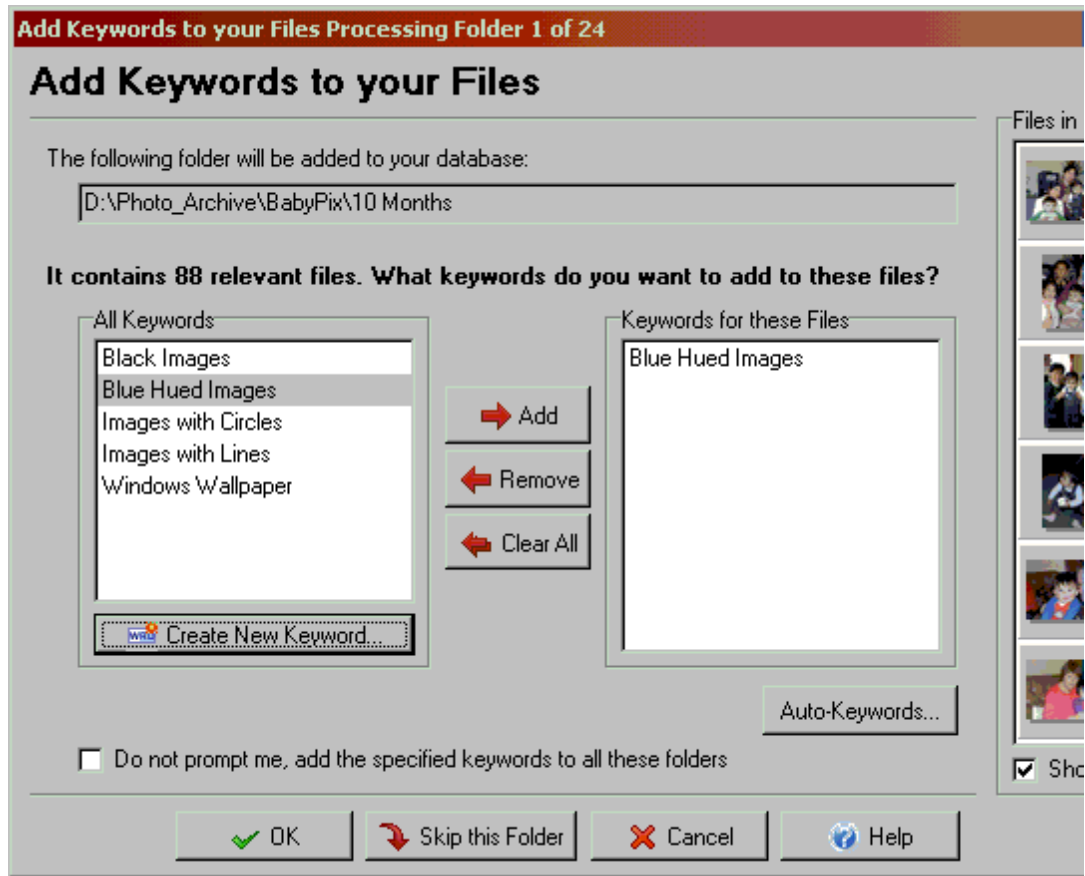 Add Keywords to your Files Processing Folder 1 of 24
Add Keywords to your Files
The following folder will be added to your database:
D:\Photo_Archive\BabyPix\10 Months
It contains 88 relevant files. What keywords do you want to add to these files?
All Keywords
Black Images
Blue Hued Images
Images with Circles
Images with Lines
Windows Wallpaper
Create New Keyword...
Add
Remove
Clear All
Keywords for these Files
Blue Hued Images
Auto-Keywords...
Do not prompt me, add the specified keywords to all these folders
OK
Skip this Folder
Cancel
Help
Files in